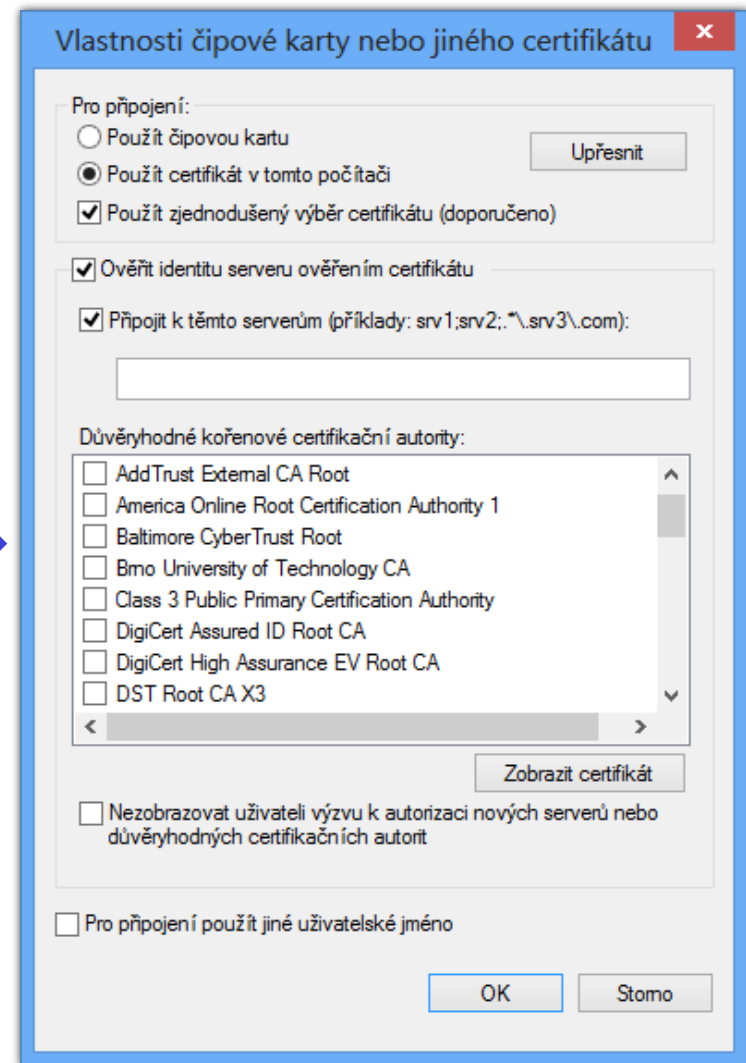 Vlastnosti čipové karty nebo jiného certifikátu
Pro připojení:
Použít čipovou kartu
Upřesnit
Použít certifikát v tomto počítači
Použít zjednodušený výběr certifikátu (doporučeno)
Ověřit identitu serveru ověřením certifikátu
Připojit k těmto serverům (příklady: srv1;srv2;.*\.srv3\.com):
Důvěryhodné kořenové certifikační autority:
AddTrust External CA Root
America Online Root Certification Authority 1
Baltimore CyberTrust Root
Brno University of Technology CA
Class 3 Public Primary Certification Authority
DigiCert Assured ID Root CA
DigiCert High Assurance EV Root CA
DST Root CA X3
Zobrazit certifikát
Nezobrazovat uživateli výzvu k autorizaci nových serverů nebo
důvěryhodných certifikačních autorit
Pro připojení použít jiné uživatelské jméno
OK
Storno